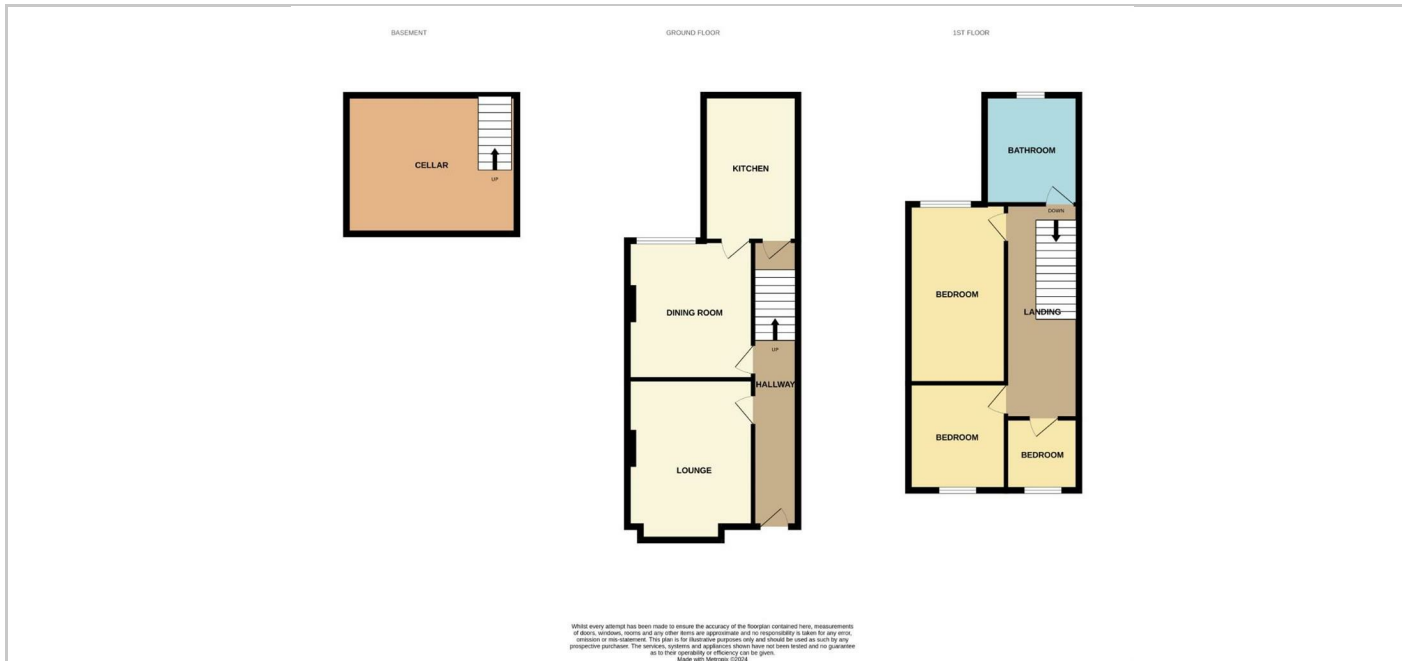 BASEMENT
CELLAR
UP
GROUND FLOOR
KITCHEN
DINING ROOM
UP
HALLWAY
LOUNGE
1ST FLOOR
BATHROOM
DOWN
BEDROOM
LANDING
BEDROOM
BEDROOM
Whilst every attempt has been made to ensure the accuracy of the floorplan contained here, measurements
of doors, windows, rooms and any other items are approximate and no responsibility is taken for any error,
omission or mis-statement. This plan is for illustrative purposes only and should be used as such by any
prospective purchaser. The services, systems and appliances shown have not been tested and no guarantee
as to their operability or efficiency can be given.
Made with Metropix ©2024